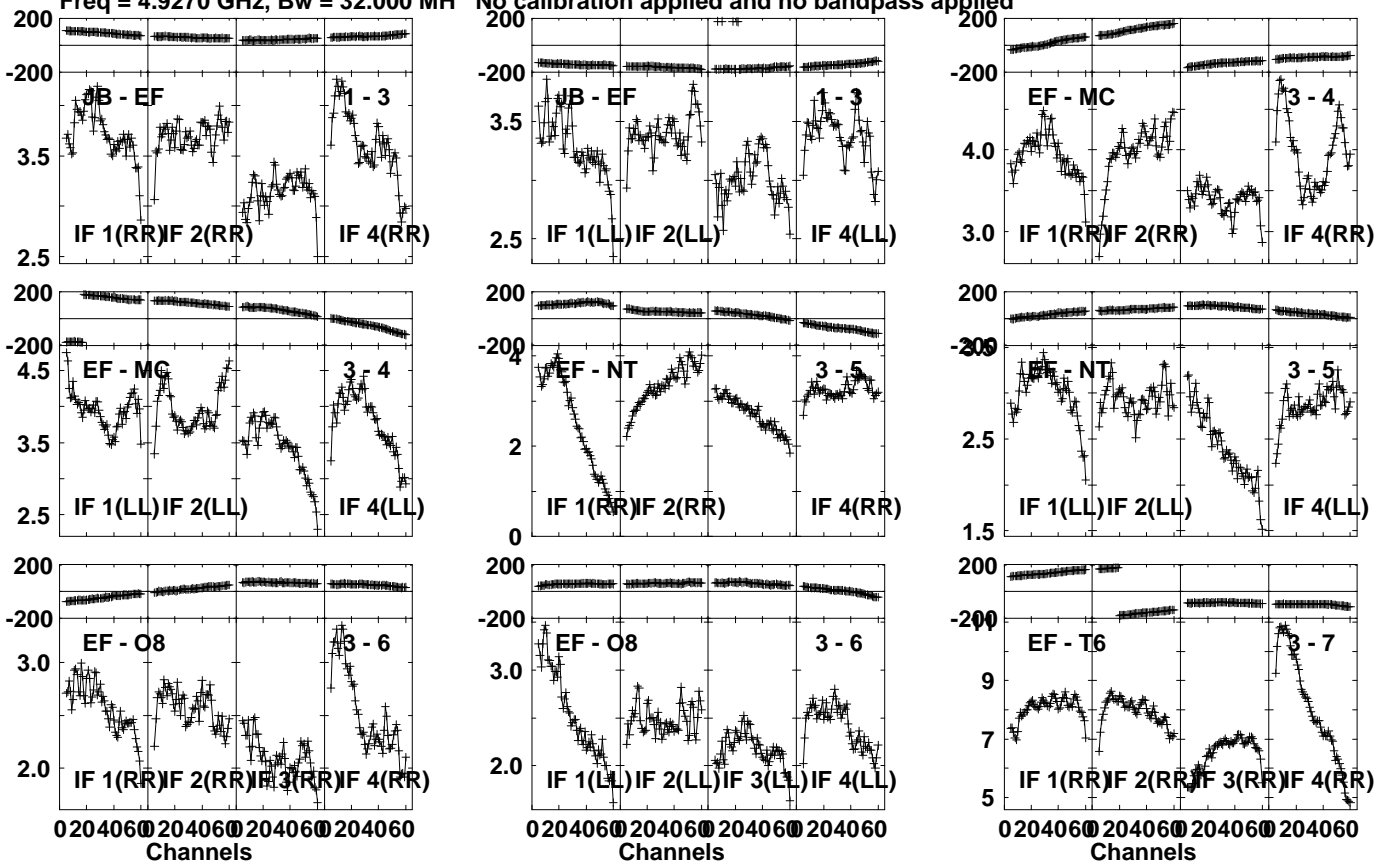 Freq = 4.9270 GHz, Bw = 32.000 MH No calibration applied and no bandpass applied
200
-200
JB - EF 1 - 3
3.5
2.5
IF 1(RR) IF 2(RR) IF 4(RR)
JB - EF 1 - 3
3.5
2.5
IF 1(LL) IF 2(LL) IF 4(LL)
200
-200
EF - MC 3 - 4
4.0
3.0
IF 1(RR) IF 2(RR) IF 4(RR)
200
-200
EF - MC 3 - 4
4.5
3.5
2.5
IF 1(LL) IF 2(LL) IF 4(LL)
200
-200
EF - NT 3 - 5
4
2
0
IF 1(RR) IF 2(RR) IF 4(RR)
200
-200
3.5
EF - NT 3 - 5
2.5
1.5
IF 1(LL) IF 2(LL) IF 4(LL)
200
-200
EF - O8 3 - 6
3.0
2.0
IF 1(RR) IF 2(RR) IF 3(RR) IF 4(RR)
0 20 40 60 0 20 40 60 0 20 40 60 0 20 40 60
Channels
200
-200
EF - O8 3 - 6
3.0
2.0
IF 1(LL) IF 2(LL) IF 3(LL) IF 4(LL)
0 20 40 60 0 20 40 60 0 20 40 60 0 20 40 60
Channels
200
-200
11
EF - T6 3 - 7
9
7
5
IF 1(RR) IF 2(RR) IF 3(RR) IF 4(RR)
0 20 40 60 0 20 40 60 0 20 40 60 0 20 40 60
Channels